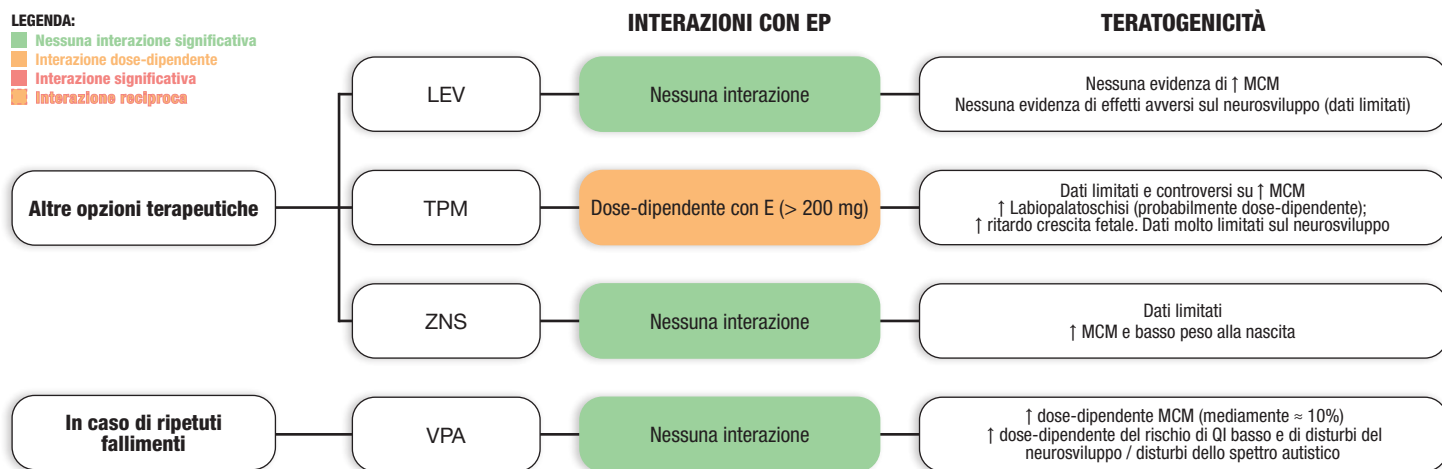 LEGENDA:
Nessuna interazione significativa
Interazione dose-dipendente
Interazione significativa
Interazione reciproca
INTERAZIONI CON EP
TERATOGENICITÀ
LEV
Nessuna interazione
Nessuna evidenza di ↑ MCM
Nessuna evidenza di effetti avversi sul neurosviluppo (dati limitati)
Altre opzioni terapeutiche
TPM
Dose-dipendente con E (> 200 mg)
Dati limitati e controversi su ↑ MCM
↑ Labiopalatoschisi (probabilmente dose-dipendente);
↑ ritardo crescita fetale. Dati molto limitati sul neurosviluppo
ZNS
Nessuna interazione
Dati limitati
↑ MCM e basso peso alla nascita
In caso di ripetuti
fallimenti
VPA
Nessuna interazione
↑ dose-dipendente MCM (mediamente ≈ 10%)
↑ dose-dipendente del rischio di QI basso e di disturbi del
neurosviluppo / disturbi dello spettro autistico